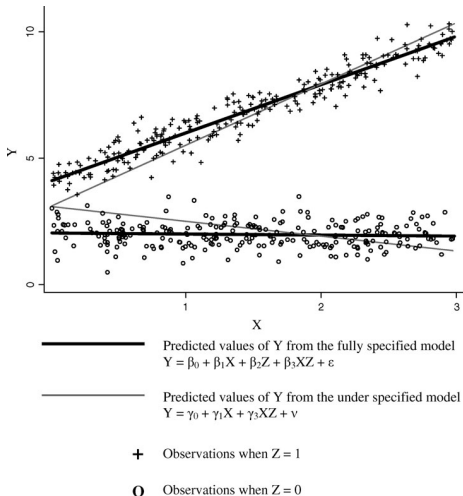 10
5
0
Y
1
2
3
X
Predicted values of Y from the fully specified model
Y = β₀ + β₁X + β₂Z + β₃XZ + ε
Predicted values of Y from the under specified model
Y = γ₀ + γ₁X + γ₃XZ + ν
+ Observations when Z = 1
o Observations when Z = 0